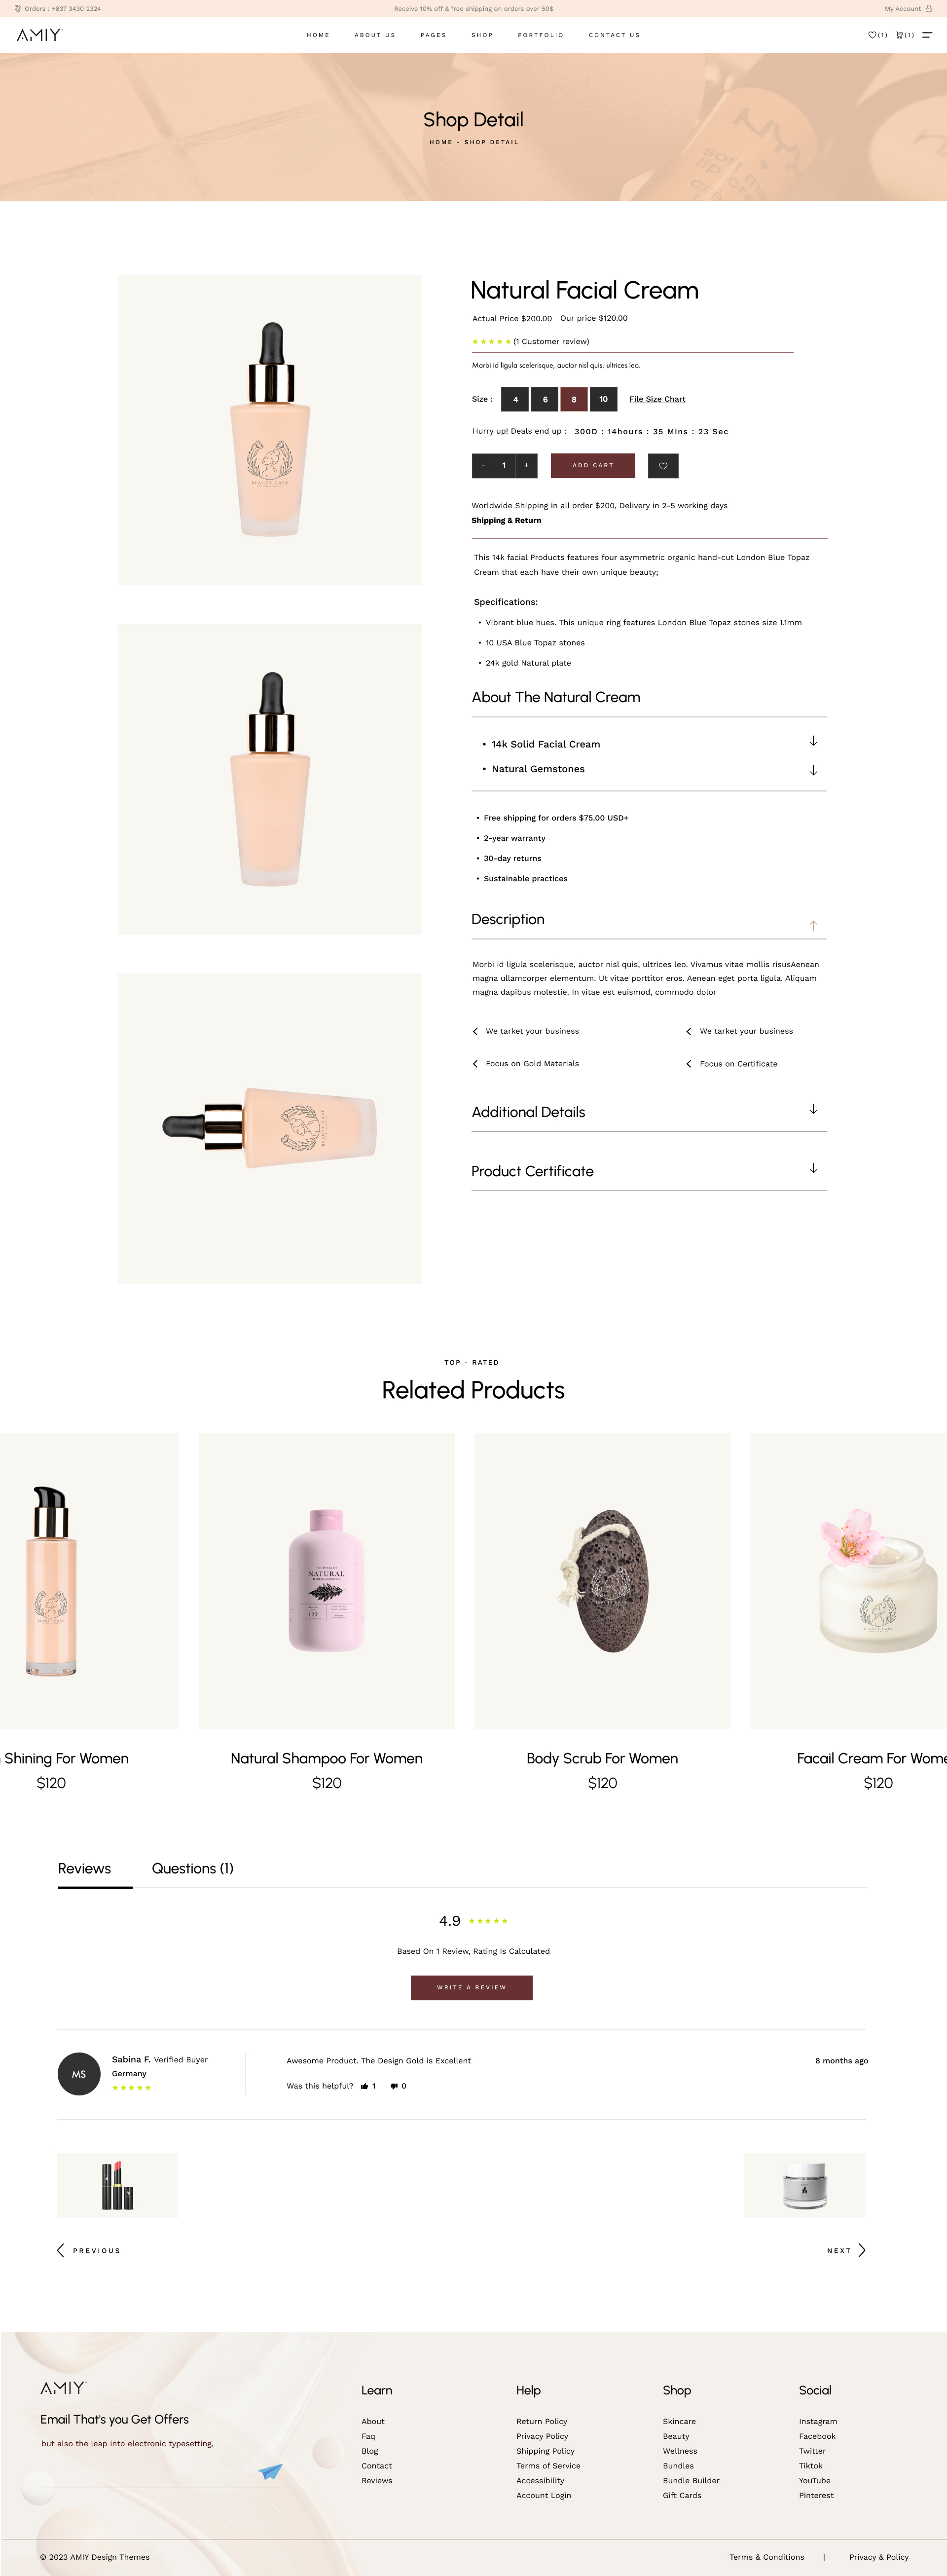 Orders : +837 3430 2324
Receive 10% off & free shipping on orders over 50$
My Account
AMIY
HOME
ABOUT US
PAGES
SHOP
PORTFOLIO
CONTACT US
(1)
(1)
Shop Detail
HOME - SHOP DETAIL
Natural Facial Cream
Actual Price $200.00 Our price $120.00
(1 Customer review)
Morbi id ligula scelerisque, auctor nisl quis, ultrices leo.
Size : 4 6 8 10 File Size Chart
Hurry up! Deals end up : 300D : 14hours : 35 Mins : 23 Sec
− 1 + ADD CART
Worldwide Shipping in all order $200, Delivery in 2-5 working days
Shipping & Return
This 14k facial Products features four asymmetric organic hand-cut London Blue Topaz
Cream that each have their own unique beauty;
Specifications:
• Vibrant blue hues. This unique ring features London Blue Topaz stones size 1.1mm
• 10 USA Blue Topaz stones
• 24k gold Natural plate
About The Natural Cream
• 14k Solid Facial Cream
• Natural Gemstones
• Free shipping for orders $75.00 USD+
• 2-year warranty
• 30-day returns
• Sustainable practices
Description
Morbi id ligula scelerisque, auctor nisl quis, ultrices leo. Vivamus vitae mollis risusAenean
magna ullamcorper elementum. Ut vitae porttitor eros. Aenean eget porta ligula. Aliquam
magna dapibus molestie. In vitae est euismod, commodo dolor
We tarket your business
We tarket your business
Focus on Gold Materials
Focus on Certificate
Additional Details
Product Certificate
BEAUTY CARE
BEAUTY CARE
TOP - RATED
Related Products
NATURAL
BEAUTY CARE
Shining For Women
$120
Natural Shampoo For Women
$120
Body Scrub For Women
$120
Facail Cream For Wome
$120
Reviews
Questions (1)
4.9
Based On 1 Review, Rating Is Calculated
WRITE A REVIEW
MS
Sabina F. Verified Buyer
Germany
Awesome Product. The Design Gold is Excellent
Was this helpful? 1 0
8 months ago
PREVIOUS
NEXT
AMIY
Email That's you Get Offers
but also the leap into electronic typesetting,
Learn
About
Faq
Blog
Contact
Reviews
Help
Return Policy
Privacy Policy
Shipping Policy
Terms of Service
Accessibility
Account Login
Shop
Skincare
Beauty
Wellness
Bundles
Bundle Builder
Gift Cards
Social
Instagram
Facebook
Twitter
Tiktok
YouTube
Pinterest
© 2023 AMIY Design Themes
Terms & Conditions | Privacy & Policy